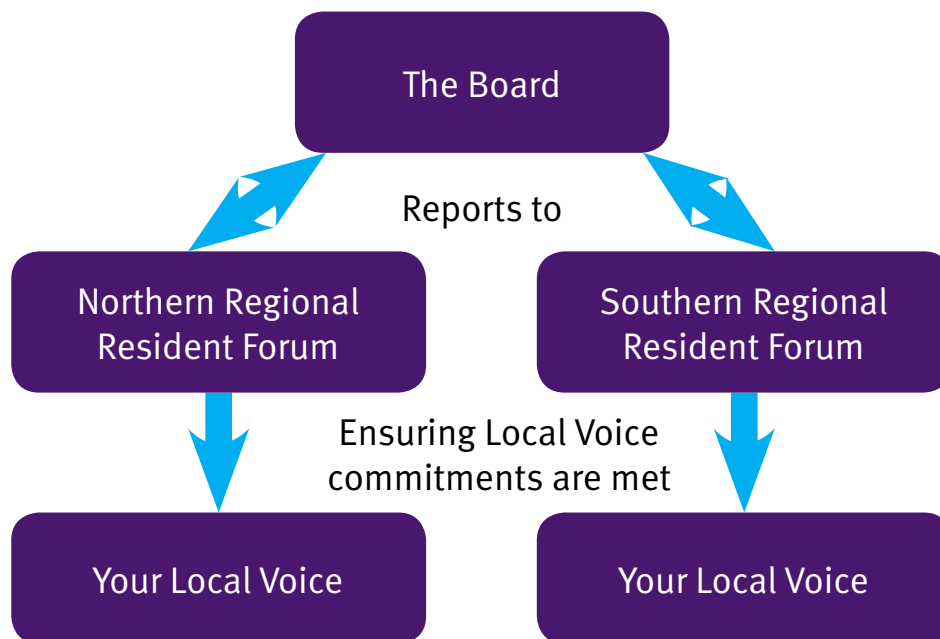 The Board
Reports to
Northern Regional
Resident Forum
Southern Regional
Resident Forum
Ensuring Local Voice
commitments are met
Your Local Voice
Your Local Voice